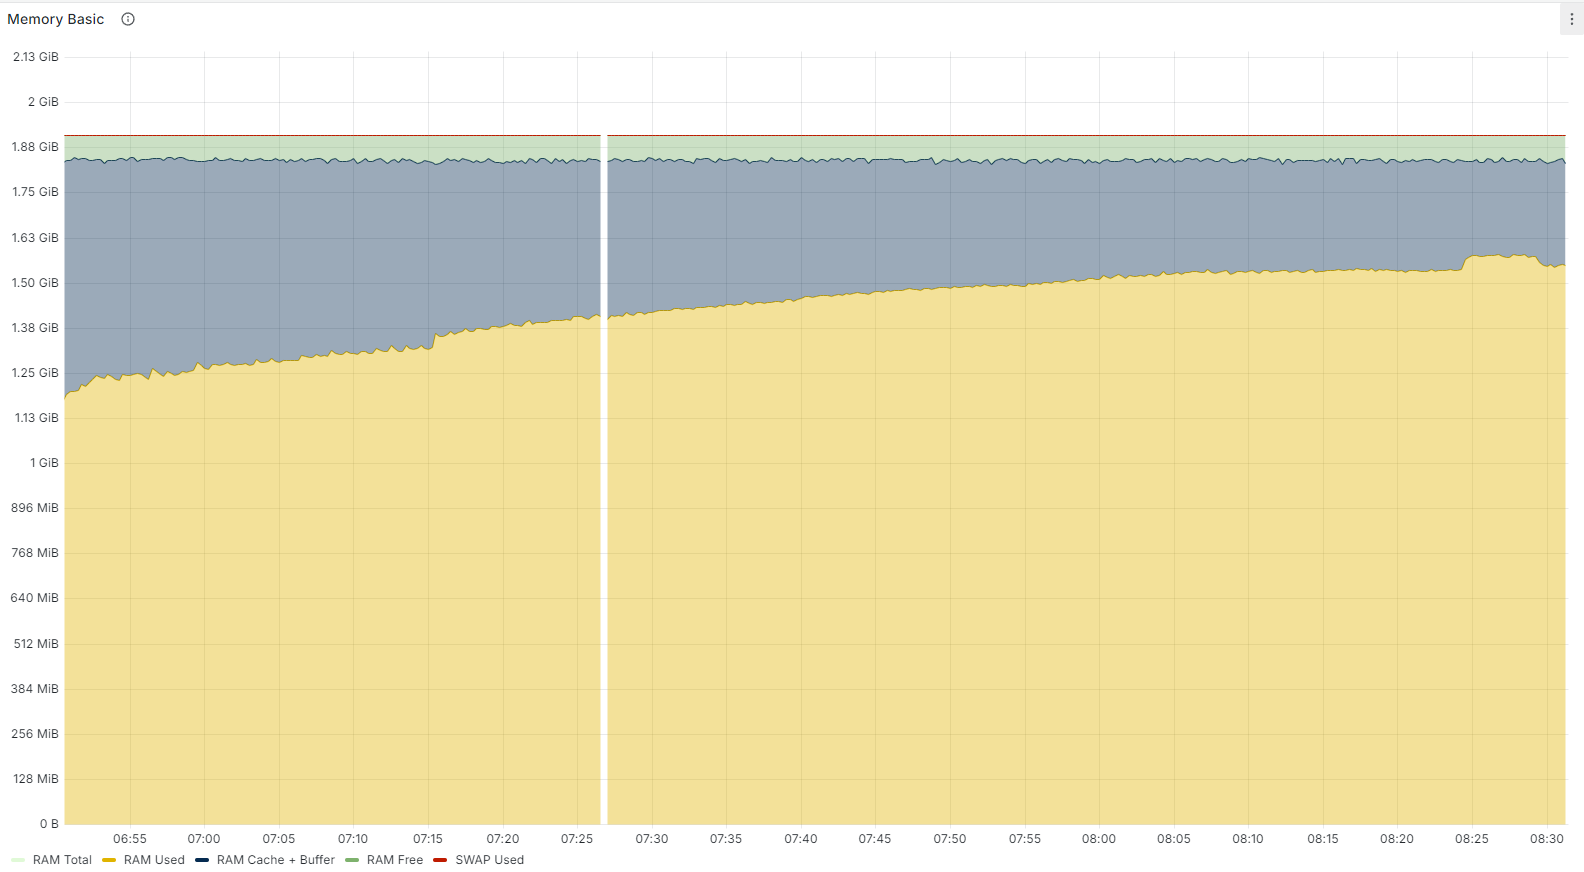 Memory Basic
2.13 GiB
2 GiB
1.88 GiB
1.75 GiB
1.63 GiB
1.50 GiB
1.38 GiB
1.25 GiB
1.13 GiB
1 GiB
896 MiB
768 MiB
640 MiB
512 MiB
384 MiB
256 MiB
128 MiB
0 B
06:55 07:00 07:05 07:10 07:15 07:20 07:25 07:30 07:35 07:40 07:45 07:50 07:55 08:00 08:05 08:10 08:15 08:20 08:25 08:30
RAM Total RAM Used RAM Cache + Buffer RAM Free SWAP Used